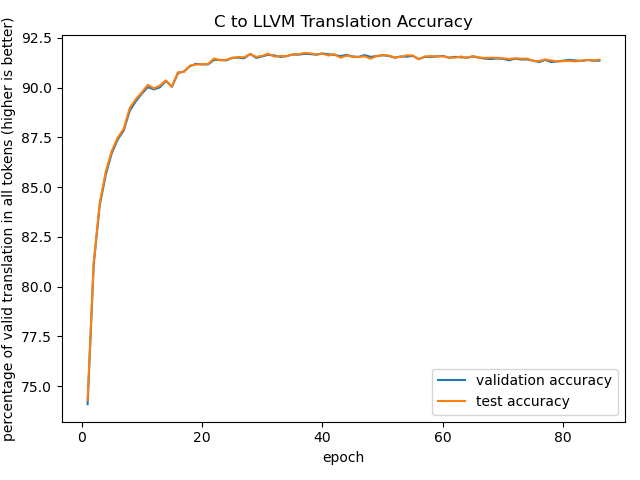 C to LLVM Translation Accuracy
percentage of valid translation in all tokens (higher is better)
92.5
90.0
87.5
85.0
82.5
80.0
77.5
75.0
validation accuracy
test accuracy
0 20 40 60 80
epoch